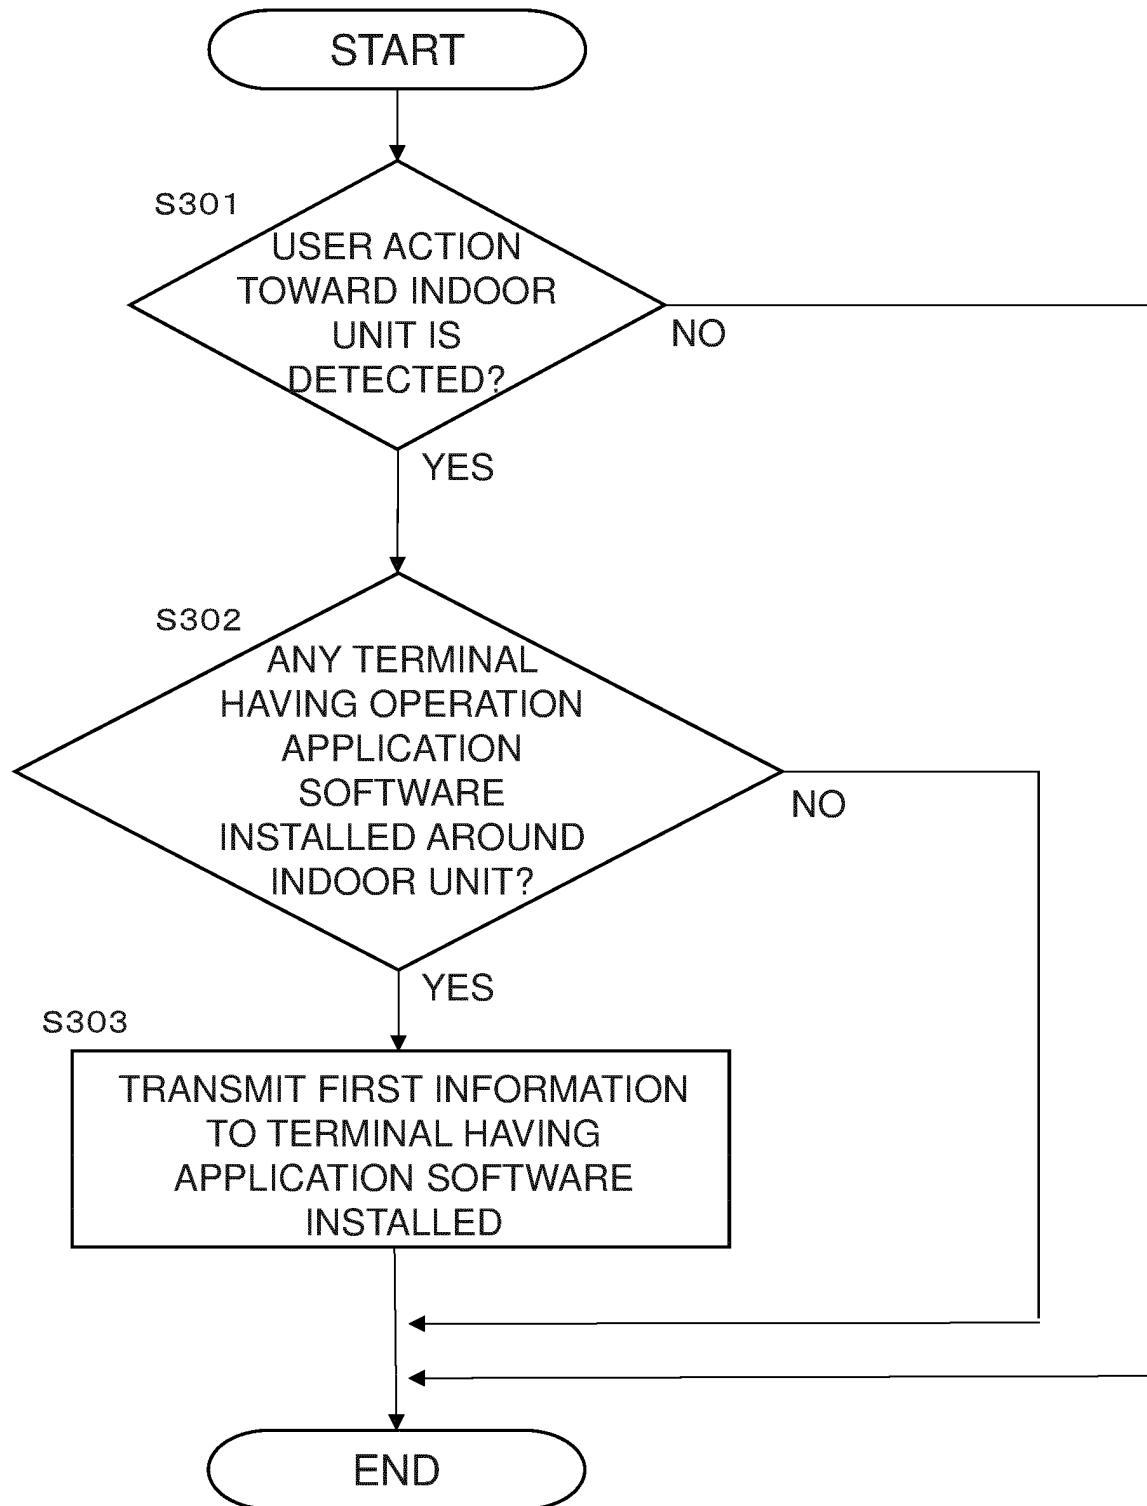 START
S301
USER ACTION
TOWARD INDOOR
UNIT IS
DETECTED?
NO
YES
S302
ANY TERMINAL
HAVING OPERATION
APPLICATION
SOFTWARE
INSTALLED AROUND
INDOOR UNIT?
NO
YES
S303
TRANSMIT FIRST INFORMATION
TO TERMINAL HAVING
APPLICATION SOFTWARE
INSTALLED
END